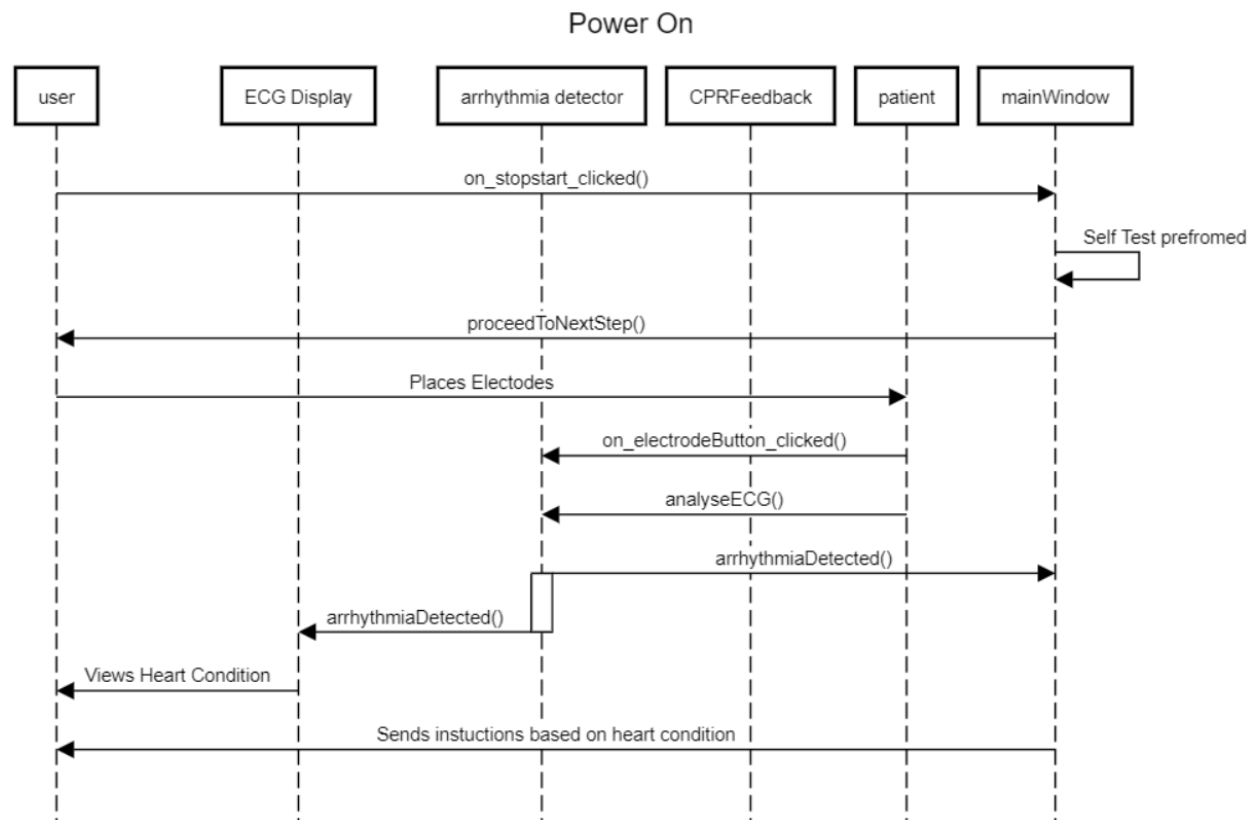 Power On
user
ECG Display
arrhythmia detector
CPRFeedback
patient
mainWindow
on_stopstart_clicked()
Self Test prefromed
proceedToNextStep()
Places Electodes
on_electrodeButton_clicked()
analyseECG()
arrhythmiaDetected()
arrhythmiaDetected()
Views Heart Condition
Sends instuctions based on heart condition